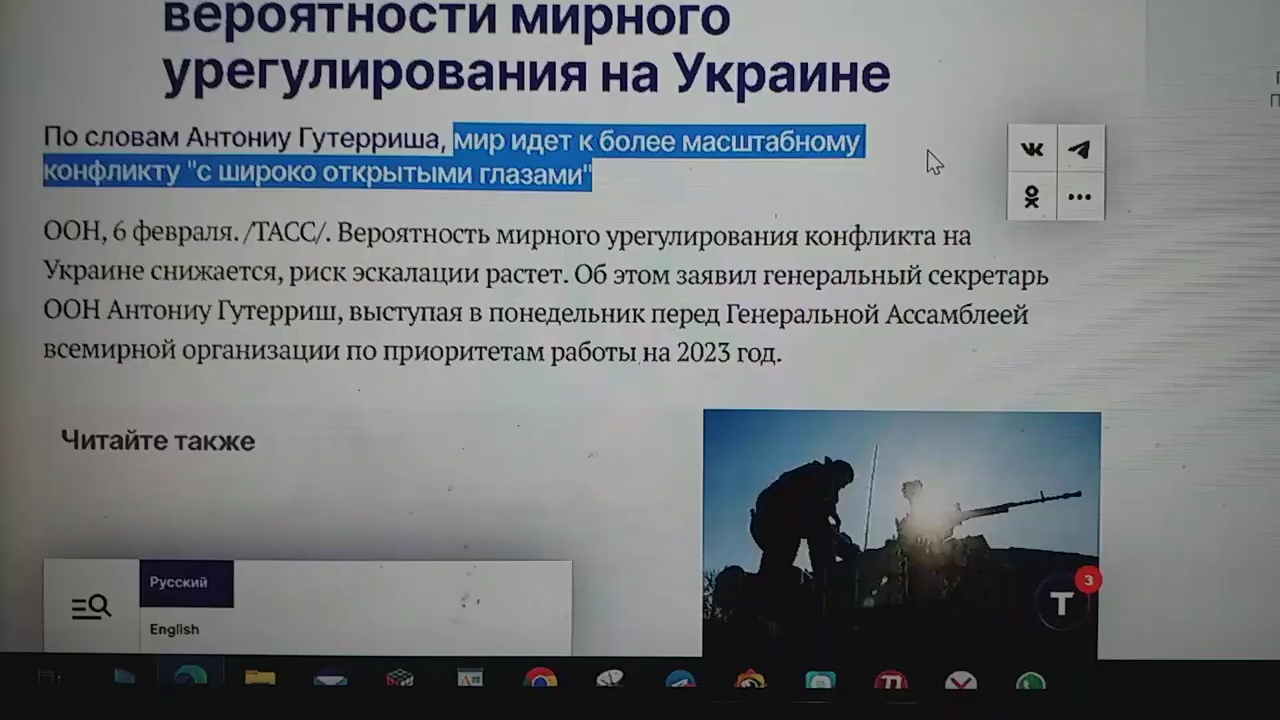 вероятности мирного
урегулирования на Украине
По словам Антониу Гутерриша, мир идет к более масштабному
конфликту "с широко открытыми глазами"
ООН, 6 февраля. /ТАСС/. Вероятность мирного урегулирования конфликта на
Украине снижается, риск эскалации растет. Об этом заявил генеральный секретарь
ООН Антониу Гутерриш, выступая в понедельник перед Генеральной Ассамблеей
всемирной организации по приоритетам работы на 2023 год.
Читайте также
Русский
English
T
3